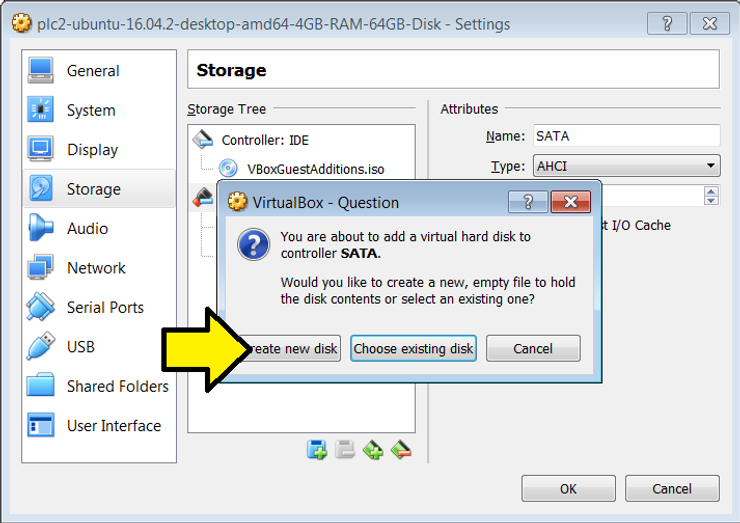 plc2-ubuntu-16.04.2-desktop-amd64-4GB-RAM-64GB-Disk - Settings
General
System
Display
Storage
Audio
Network
Serial Ports
USB
Shared Folders
User Interface
Storage
Storage Tree
Controller: IDE
VBoxGuestAdditions.iso
Attributes
Name: SATA
Type: AHCI
I/O Cache
VirtualBox - Question
You are about to add a virtual hard disk to
controller SATA.
Would you like to create a new, empty file to hold
the disk contents or select an existing one?
new disk
Choose existing disk
Cancel
OK
Cancel